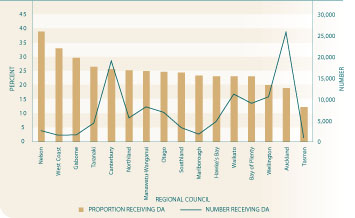 45
40
35
30
25
20
15
10
5
0
PERCENT
30,000
25,000
20,000
15,000
10,000
5,000
0
NUMBER
Nelson
West Coast
Gisborne
Taranaki
Canterbury
Northland
Manawatu-Wanganui
Otago
Southland
Marlborough
Hawke's Bay
Waikato
Bay of Plenty
Wellington
Auckland
Tasman
REGIONAL COUNCIL
PROPORTION RECEIVING DA
NUMBER RECEIVING DA